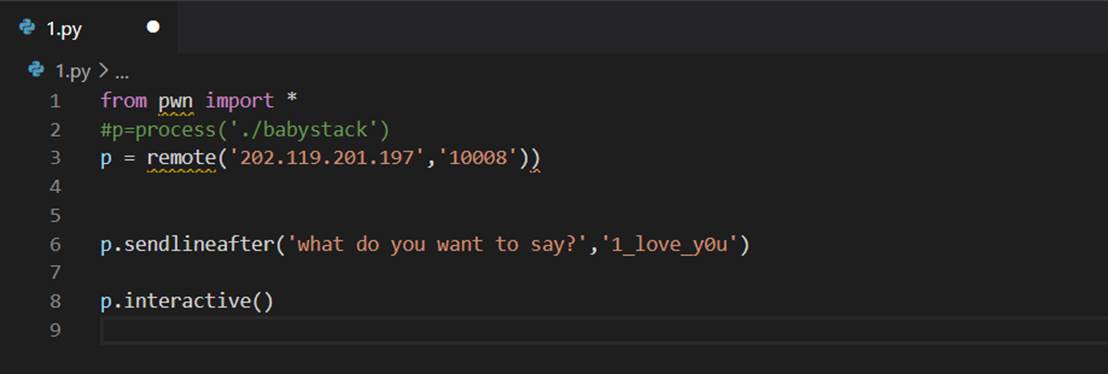 1.py
1.py > ...
1 from pwn import *
2 #p=process('./babystack')
3 p = remote('202.119.201.197','10008'))
4
5
6 p.sendlineafter('what do you want to say?','1_love_y0u')
7
8 p.interactive()
9